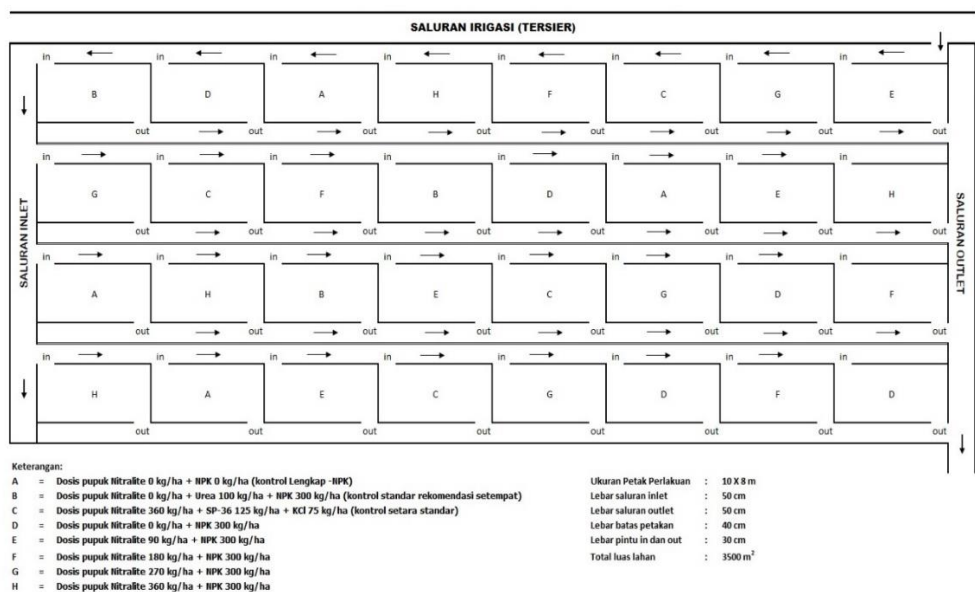 SALURAN IRIGASI (TERSIER)
in in in in in in in in
B D A H F C G E
out out out out out out out out
in in in in in in in in
G C F B D A E H
out out out out out out out out
SALURAN INLET
SALURAN OUTLET
in in in in in in in in
A H B E C G D F
out out out out out out out out
in in in in in in in in
H A E C G D F D
out out out out out out out out
Keterangan:
A = Dosis pupuk Nitralite 0 kg/ha + NPK 0 kg/ha (kontrol Lengkap -NPK)
B = Dosis pupuk Nitralite 0 kg/ha + Urea 100 kg/ha + NPK 300 kg/ha (kontrol standar rekomendasi setempat)
C = Dosis pupuk Nitralite 360 kg/ha + SP-36 125 kg/ha + KCl 75 kg/ha (kontrol setara standar)
D = Dosis pupuk Nitralite 0 kg/ha + NPK 300 kg/ha
E = Dosis pupuk Nitralite 90 kg/ha + NPK 300 kg/ha
F = Dosis pupuk Nitralite 180 kg/ha + NPK 300 kg/ha
G = Dosis pupuk Nitralite 270 kg/ha + NPK 300 kg/ha
H = Dosis pupuk Nitralite 360 kg/ha + NPK 300 kg/ha
Ukuran Petak Perlakuan : 10 X 8 m
Lebar saluran inlet : 50 cm
Lebar saluran outlet : 50 cm
Lebar batas petakan : 40 cm
Lebar pintu in dan out : 30 cm
Total luas lahan : 3500 m²